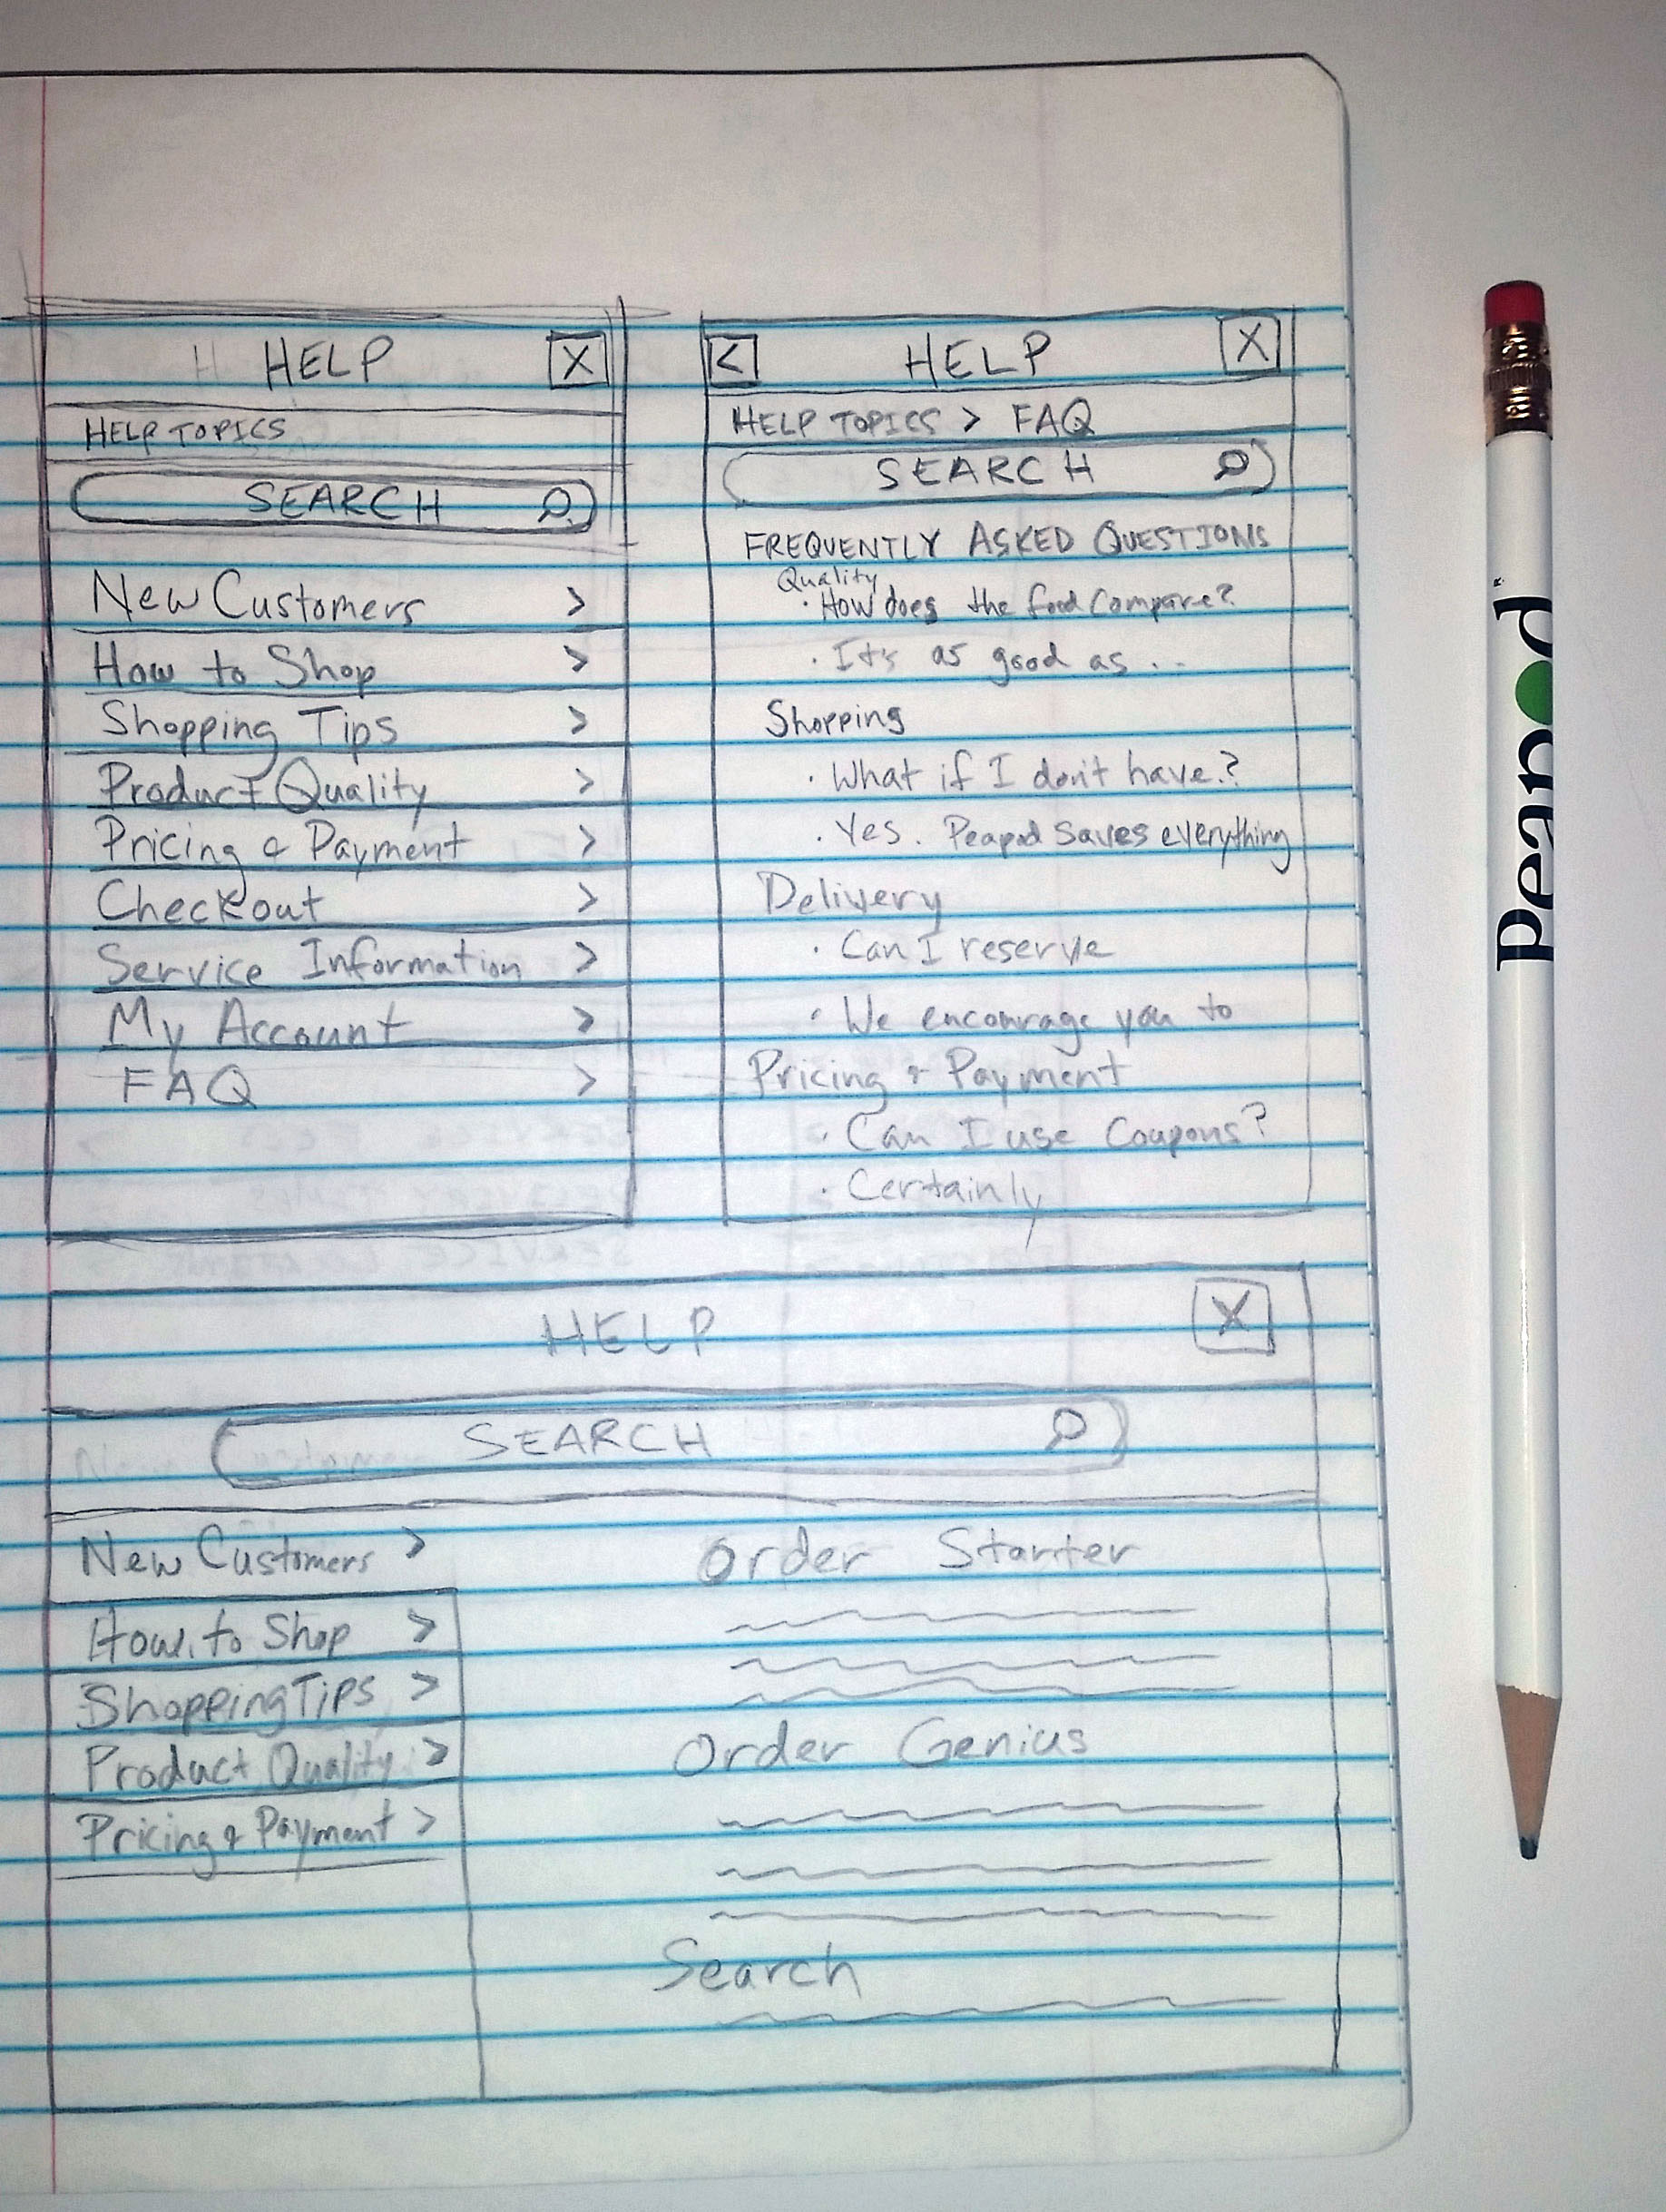 HELP X
HELP TOPICS
SEARCH
New Customers >
How to Shop >
Shopping Tips >
Product Quality >
Pricing & Payment >
Checkout >
Service Information >
My Account >
FAQ >
< HELP X
HELP TOPICS > FAQ
SEARCH
FREQUENTLY ASKED QUESTIONS
Quality
· How does the food compare?
· It's as good as ...
Shopping
· What if I don't have.?
· Yes. Peapod saves everything
Delivery
· Can I reserve
· We encourage you to
Pricing & Payment
· Can I use Coupons?
· Certainly
HELP X
SEARCH
New Customers >
How to Shop >
Shopping Tips >
Product Quality >
Pricing & Payment >
Order Starter
Order Genius
Search
Peapod™